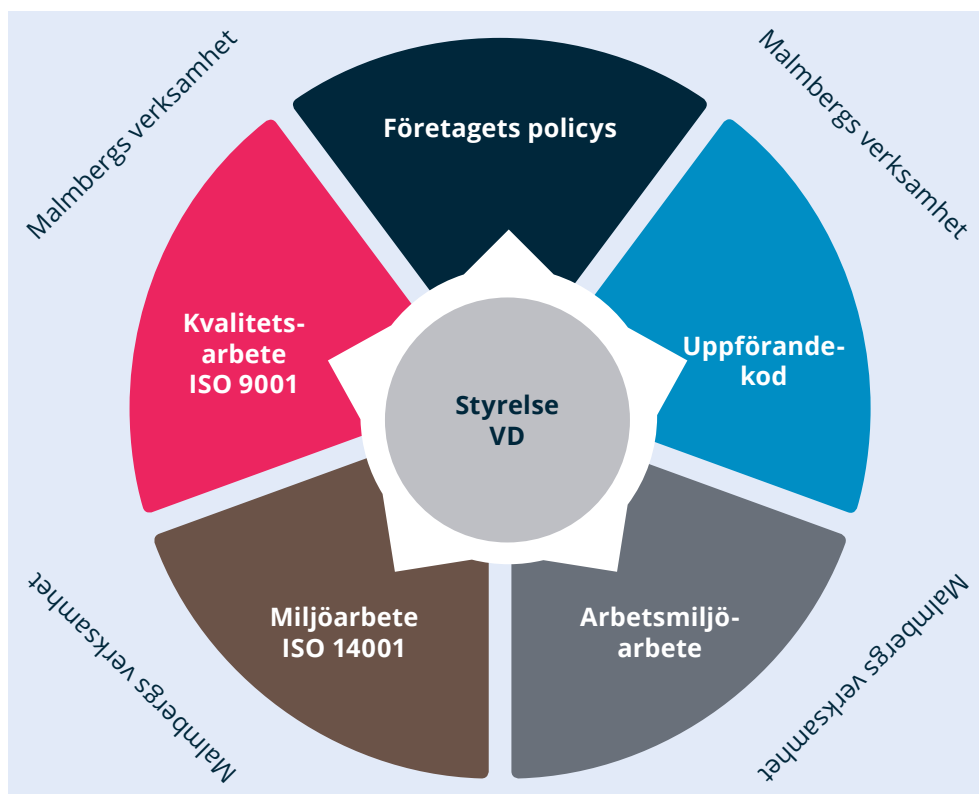 Malmbergs verksamhet
Malmbergs verksamhet
Företagets policys
Kvalitets-
arbete
ISO 9001
Uppförande-
kod
Styrelse
VD
Miljöarbete
ISO 14001
Arbetsmiljö-
arbete
Malmbergs verksamhet
Malmbergs verksamhet